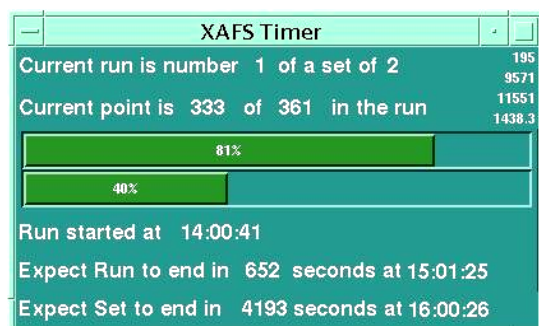 XAFS Timer
Current run is number 1 of a set of 2
195
9571
Current point is 333 of 361 in the run
11551
1438.3
81%
40%
Run started at 14:00:41
Expect Run to end in 652 seconds at 15:01:25
Expect Set to end in 4193 seconds at 16:00:26